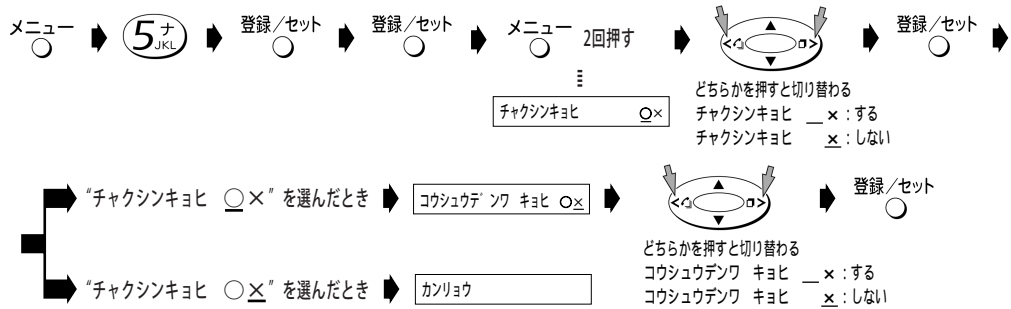 メニュー
5ナJKL
登録／セット
登録／セット
メニュー
2回押す
チャクシンキョヒ ○×
どちらかを押すと切り替わる
チャクシンキョヒ ＿×：する
チャクシンキョヒ ×：しない
登録／セット
“チャクシンキョヒ ○×” を選んだとき
コウシュウデンワ キョヒ ○×
どちらかを押すと切り替わる
コウシュウデンワ キョヒ ＿×：する
コウシュウデンワ キョヒ ×：しない
登録／セット
“チャクシンキョヒ ○×” を選んだとき
カンリョウ